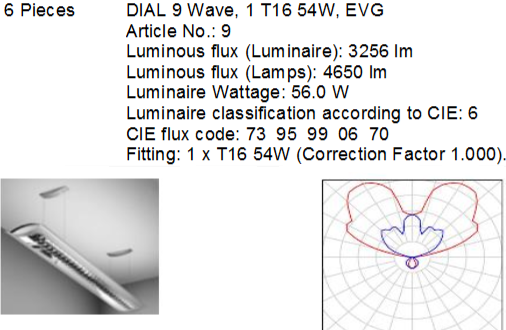 6 Pieces DIAL 9 Wave, 1 T16 54W, EVG
Article No.: 9
Luminous flux (Luminaire): 3256 lm
Luminous flux (Lamps): 4650 lm
Luminaire Wattage: 56.0 W
Luminaire classification according to CIE: 6
CIE flux code: 73 95 99 06 70
Fitting: 1 x T16 54W (Correction Factor 1.000).